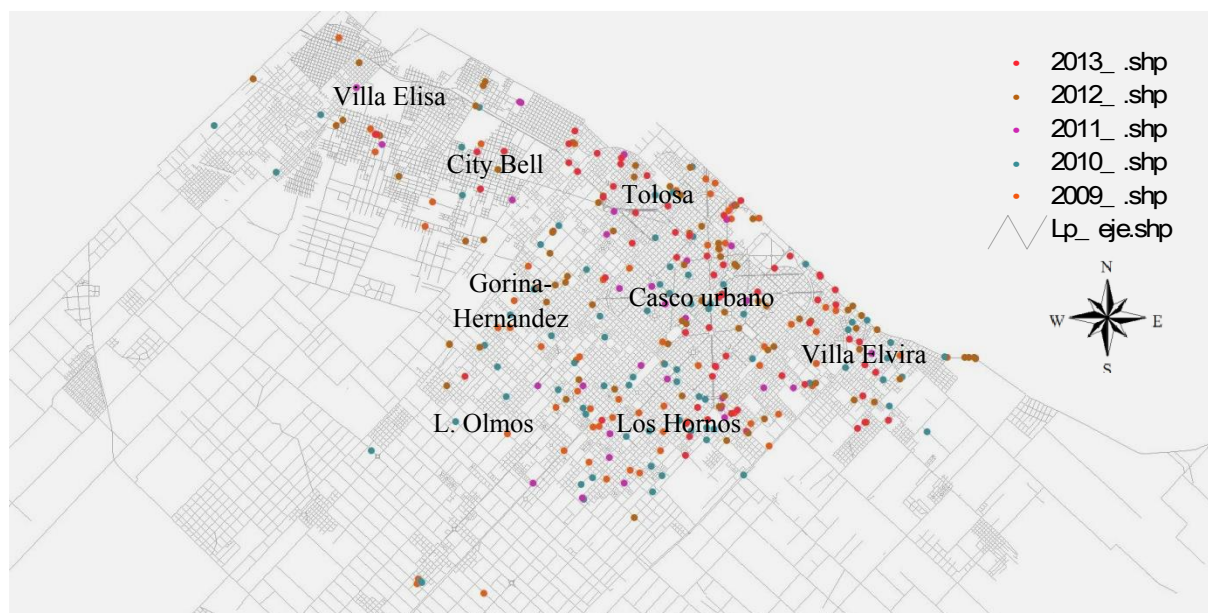 Villa Elisa
City Bell
Tolosa
Gorina-
Hernandez
Casco urbano
Villa Elvira
L. Olmos
Los Hornos
2013_ .shp
2012_ .shp
2011_ .shp
2010_ .shp
2009_ .shp
Lp_ eje.shp
N
W
E
S